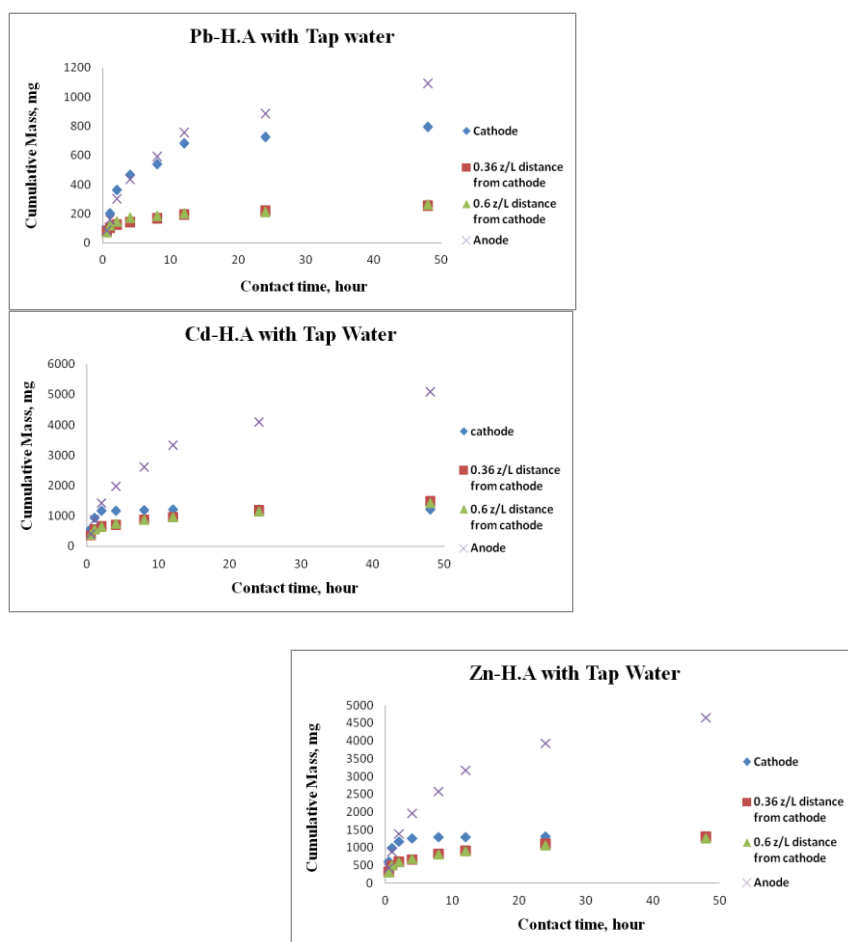 Pb-H.A with Tap water
1200
1000
800
600
400
200
0
0 10 20 30 40 50
Cumulative Mass, mg
Contact time, hour
Cathode
0.36 z/L distance
from cathode
0.6 z/L distance
from cathode
Anode
Cd-H.A with Tap Water
6000
5000
4000
3000
2000
1000
0
0 10 20 30 40 50
Cumulative Mass, mg
Contact time, hour
cathode
0.36 z/L distance
from cathode
0.6 z/L distance
from cathode
Anode
Zn-H.A with Tap Water
5000
4500
4000
3500
3000
2500
2000
1500
1000
500
0
0 10 20 30 40 50
Cumulative Mass, mg
Contact time, hour
Cathode
0.36 z/L distance
from cathode
0.6 z/L distance
from cathode
Anode